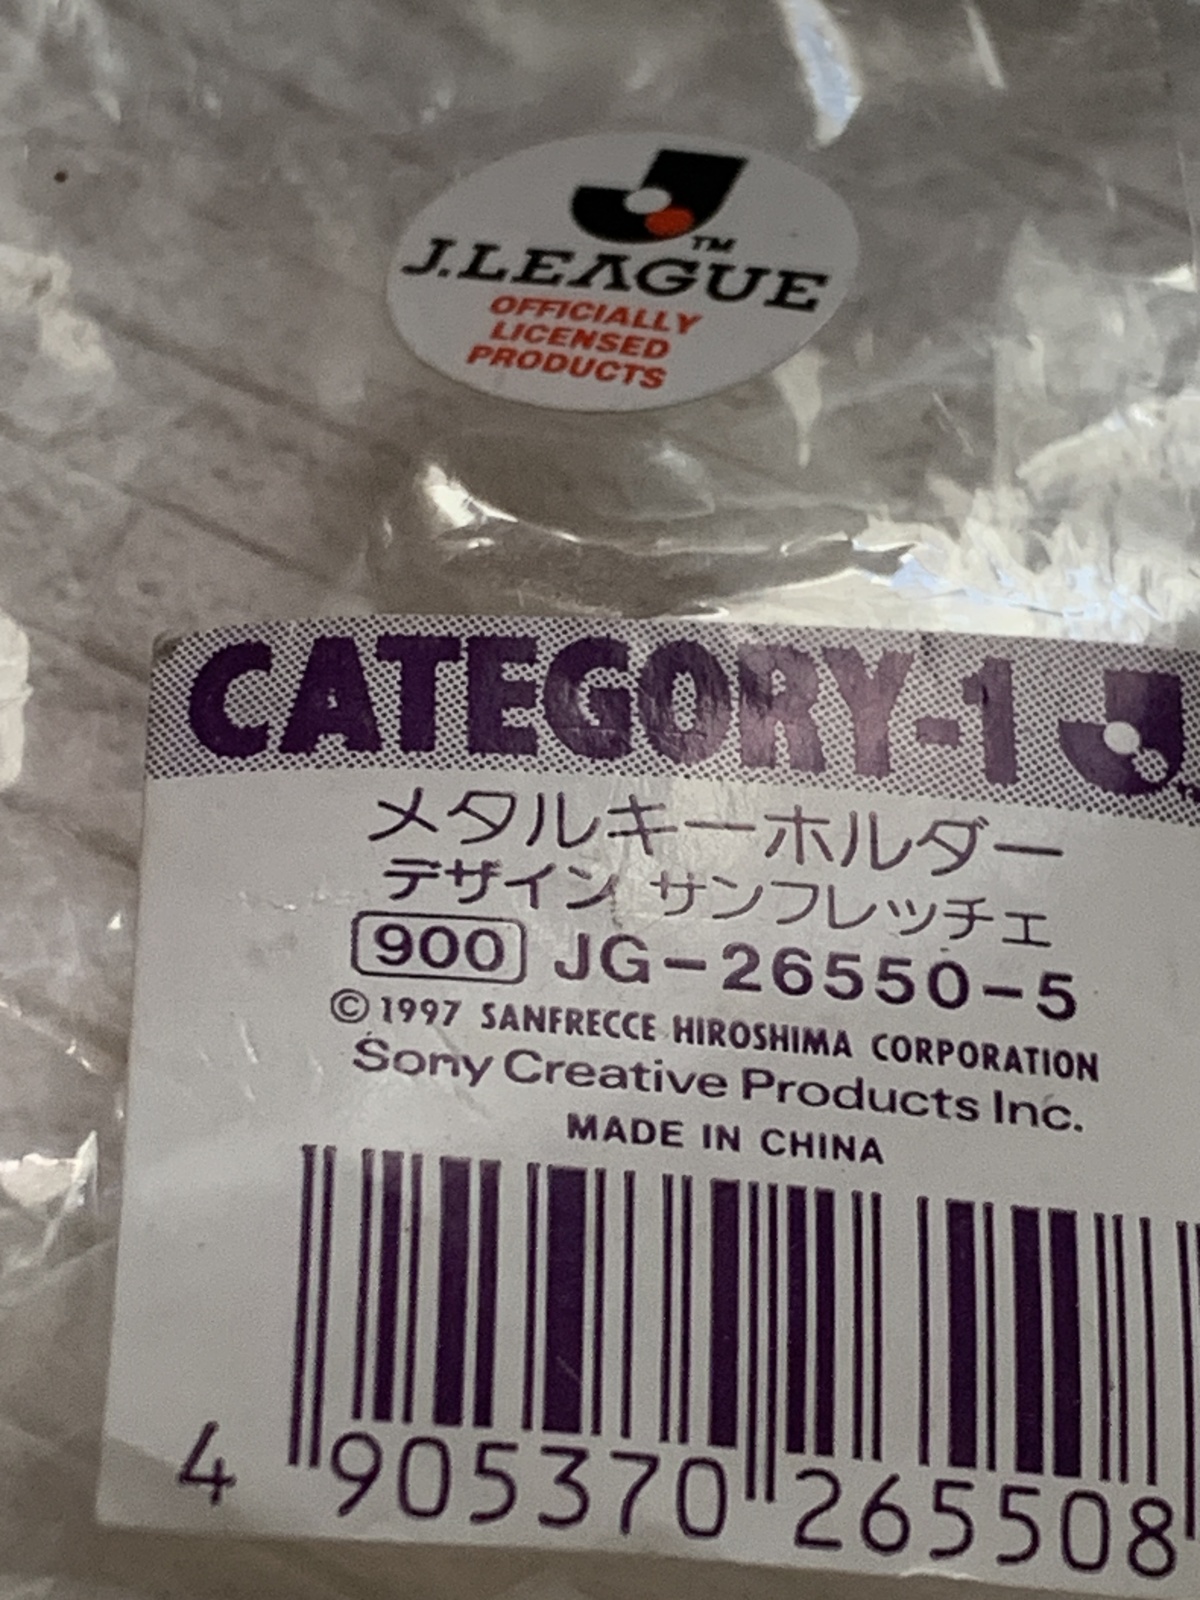 J.LEAGUE™
OFFICIALLY
LICENSED
PRODUCTS
CATEGORY-1
メタルキーホルダー
デザイン サンフレッチェ
900 JG-26550-5
©1997 SANFRECCE HIROSHIMA CORPORATION
Sony Creative Products Inc.
MADE IN CHINA
4 905370 265508